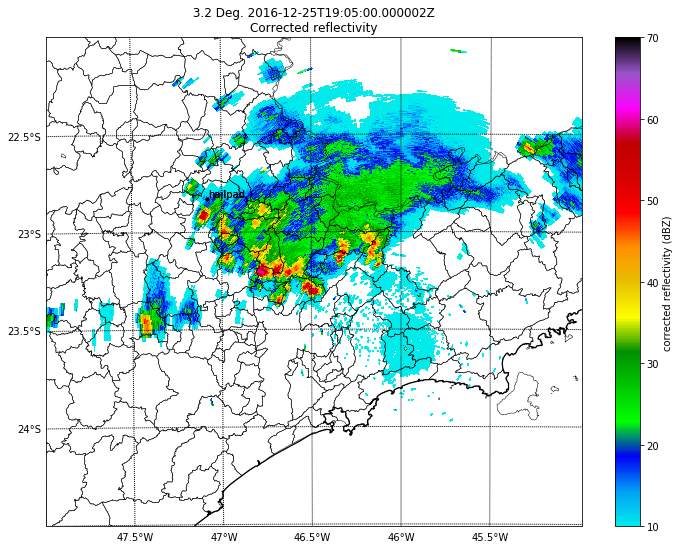 3.2 Deg. 2016-12-25T19:05:00.000002Z
Corrected reflectivity
22.5°S
23°S
23.5°S
24°S
47.5°W
47°W
46.5°W
46°W
45.5°W
hailpad
70
60
50
40
30
20
10
corrected reflectivity (dBZ)